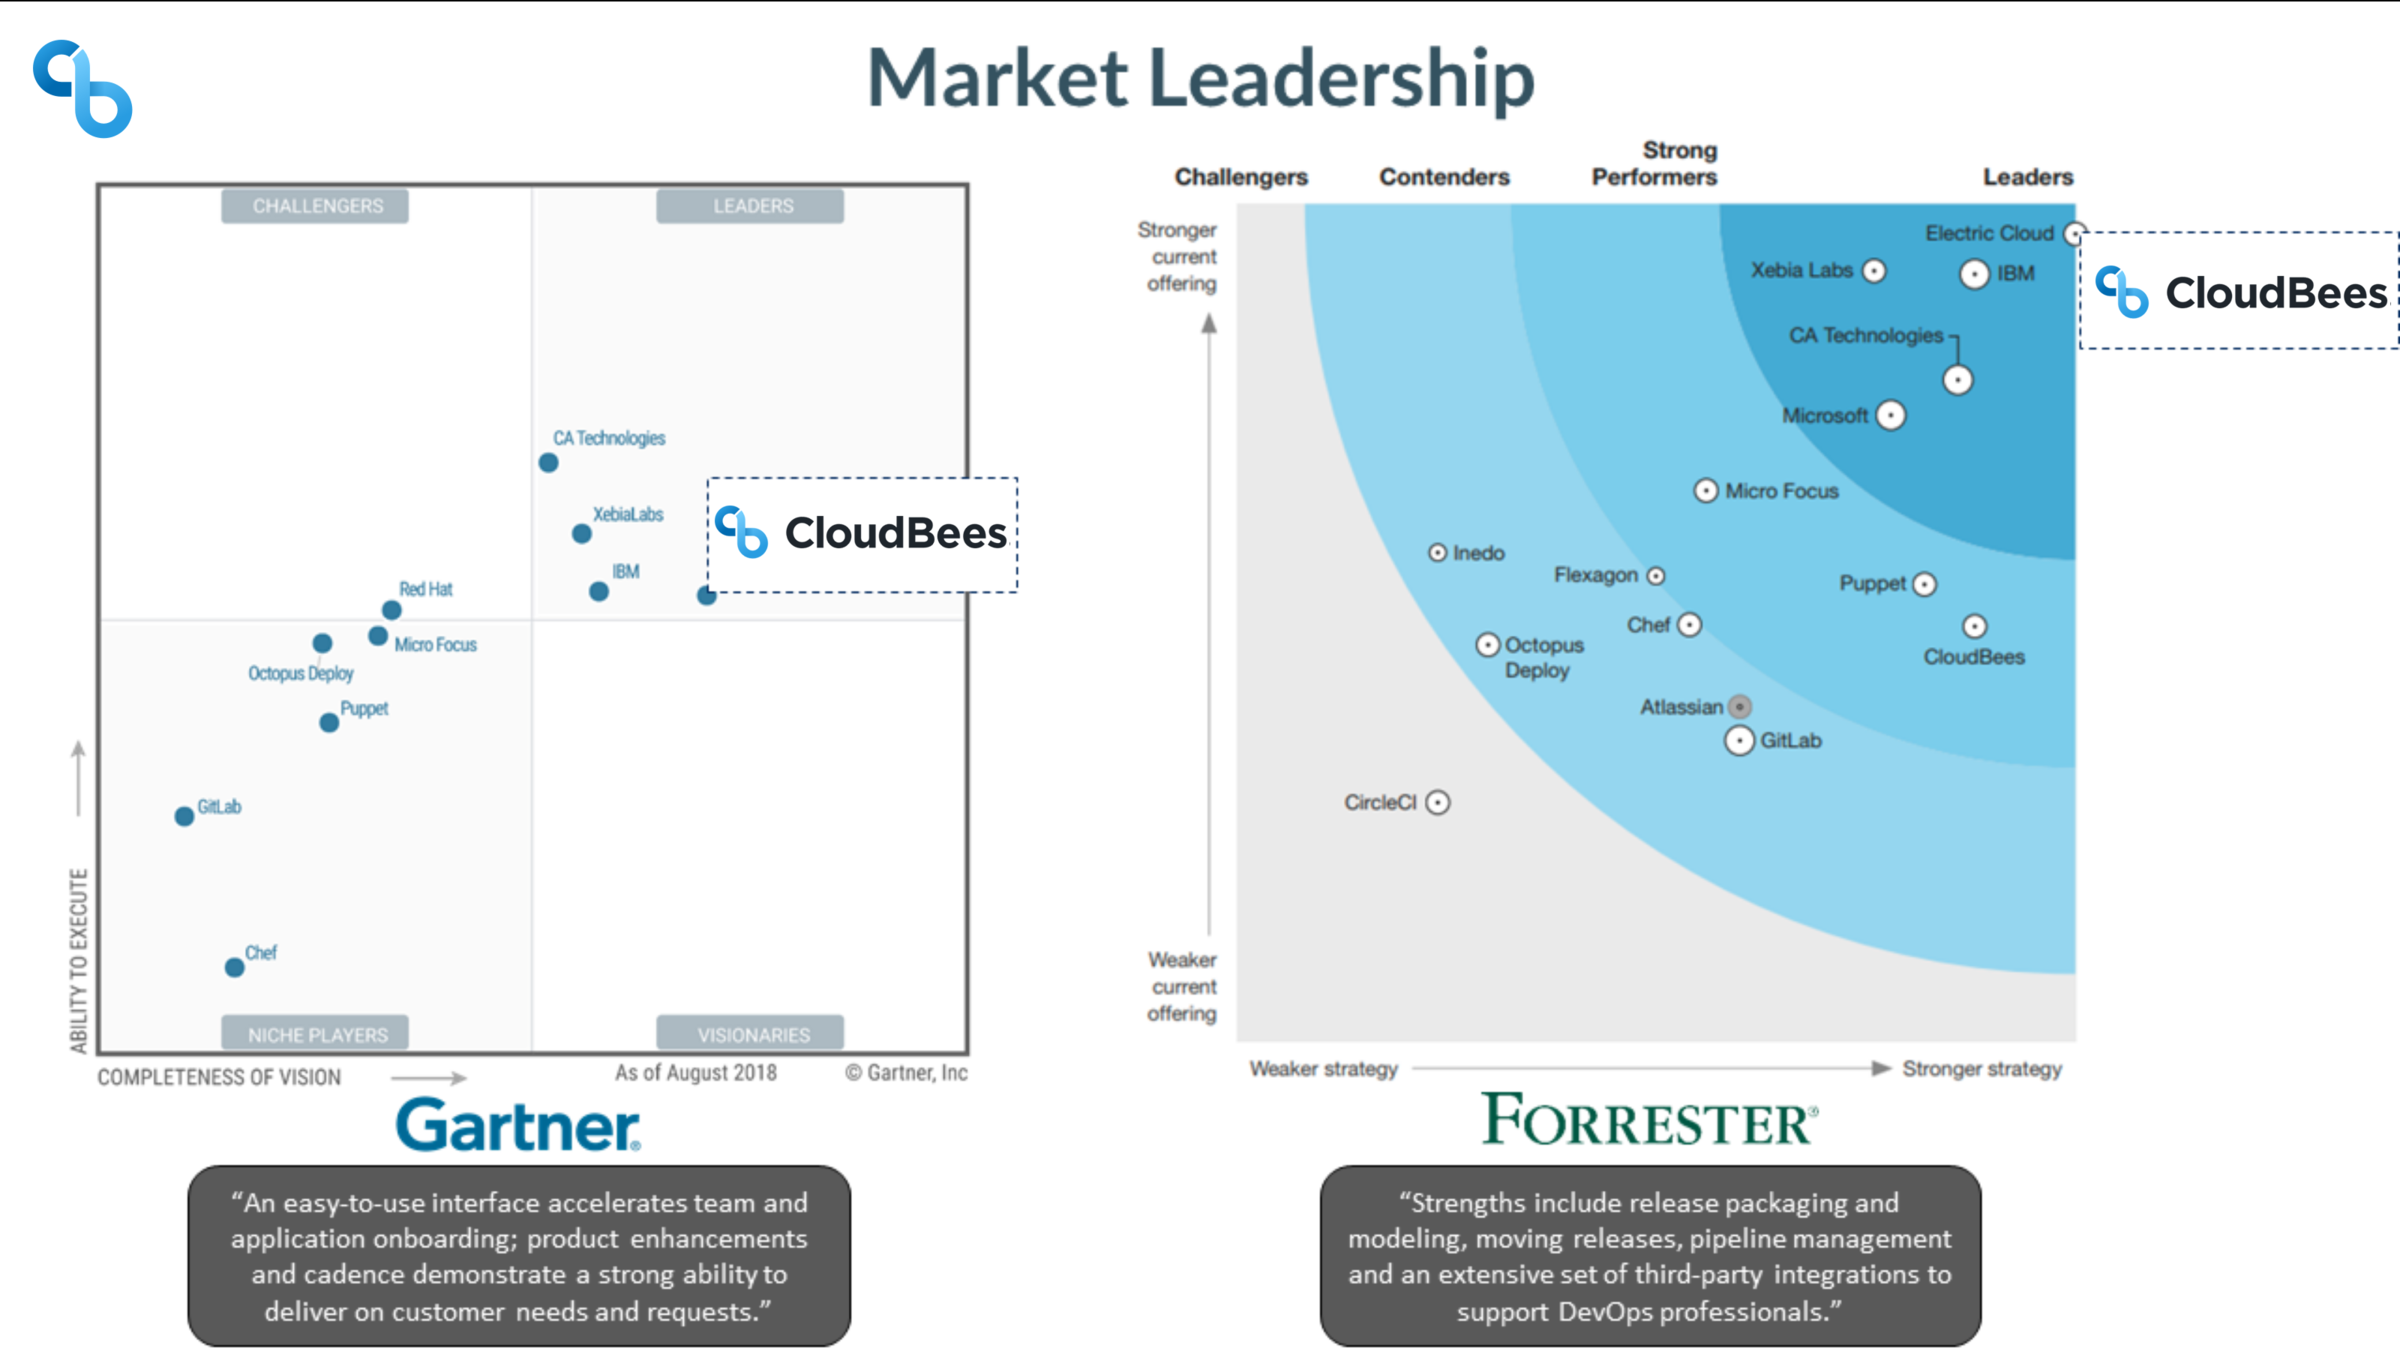 Market Leadership
CHALLENGERS
LEADERS
CA Technologies
XebiaLabs
CloudBees
IBM
Red Hat
Micro Focus
Octopus Deploy
Puppet
GitLab
Chef
NICHE PLAYERS
VISIONARIES
ABILITY TO EXECUTE
COMPLETENESS OF VISION
As of August 2018
© Gartner, Inc
Gartner®
“An easy-to-use interface accelerates team and
application onboarding; product enhancements
and cadence demonstrate a strong ability to
deliver on customer needs and requests.”
Challengers
Contenders
Strong
Performers
Leaders
Stronger
current
offering
Electric Cloud
Xebia Labs
IBM
CloudBees
CA Technologies
Microsoft
Micro Focus
Inedo
Flexagon
Puppet
Chef
CloudBees
Octopus
Deploy
Atlassian
GitLab
CircleCI
Weaker
current
offering
Weaker strategy
Stronger strategy
FORRESTER®
“Strengths include release packaging and
modeling, moving releases, pipeline management
and an extensive set of third-party integrations to
support DevOps professionals.”